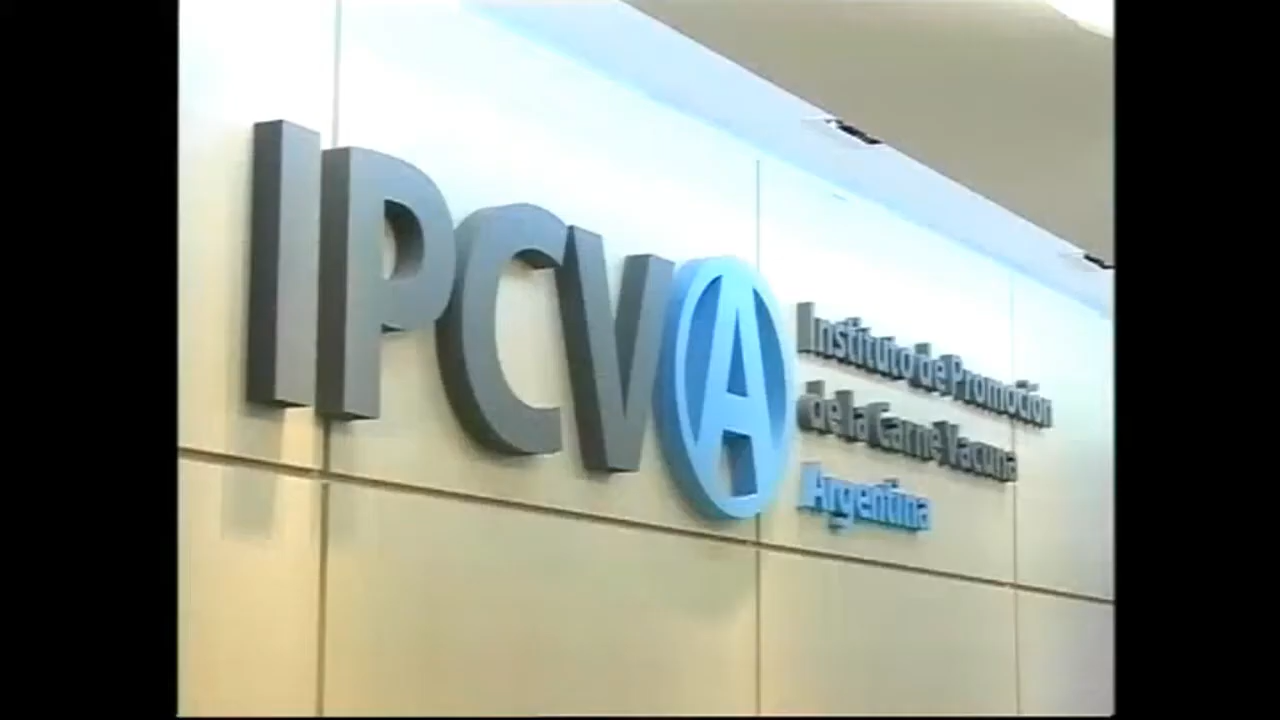 IPCVA
Instituto de Promoción
de la Carne Vacuna
Argentina